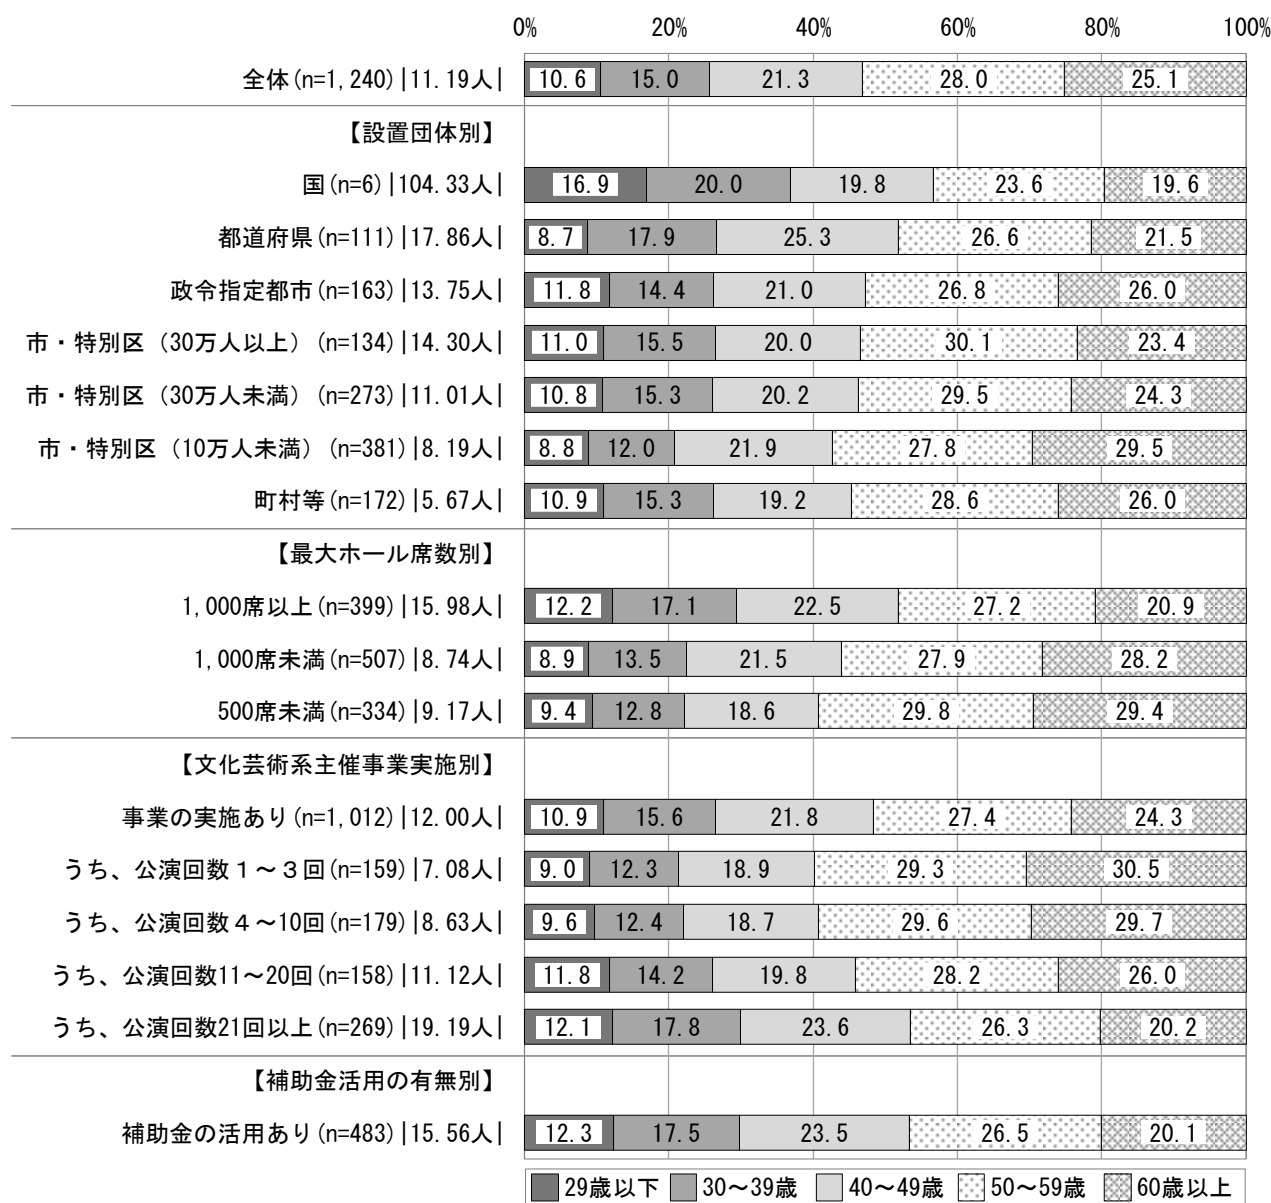 0% 20% 40% 60% 80% 100%
全体(n=1,240)|11.19人| 10.6 15.0 21.3 28.0 25.1
【設置団体別】
国(n=6)|104.33人| 16.9 20.0 19.8 23.6 19.6
都道府県(n=111)|17.86人| 8.7 17.9 25.3 26.6 21.5
政令指定都市(n=163)|13.75人| 11.8 14.4 21.0 26.8 26.0
市・特別区（30万人以上）(n=134)|14.30人| 11.0 15.5 20.0 30.1 23.4
市・特別区（30万人未満）(n=273)|11.01人| 10.8 15.3 20.2 29.5 24.3
市・特別区（10万人未満）(n=381)|8.19人| 8.8 12.0 21.9 27.8 29.5
町村等(n=172)|5.67人| 10.9 15.3 19.2 28.6 26.0
【最大ホール席数別】
1,000席以上(n=399)|15.98人| 12.2 17.1 22.5 27.2 20.9
1,000席未満(n=507)|8.74人| 8.9 13.5 21.5 27.9 28.2
500席未満(n=334)|9.17人| 9.4 12.8 18.6 29.8 29.4
【文化芸術系主催事業実施別】
事業の実施あり(n=1,012)|12.00人| 10.9 15.6 21.8 27.4 24.3
うち、公演回数１～３回(n=159)|7.08人| 9.0 12.3 18.9 29.3 30.5
うち、公演回数４～10回(n=179)|8.63人| 9.6 12.4 18.7 29.6 29.7
うち、公演回数11～20回(n=158)|11.12人| 11.8 14.2 19.8 28.2 26.0
うち、公演回数21回以上(n=269)|19.19人| 12.1 17.8 23.6 26.3 20.2
【補助金活用の有無別】
補助金の活用あり(n=483)|15.56人| 12.3 17.5 23.5 26.5 20.1
29歳以下 30～39歳 40～49歳 50～59歳 60歳以上